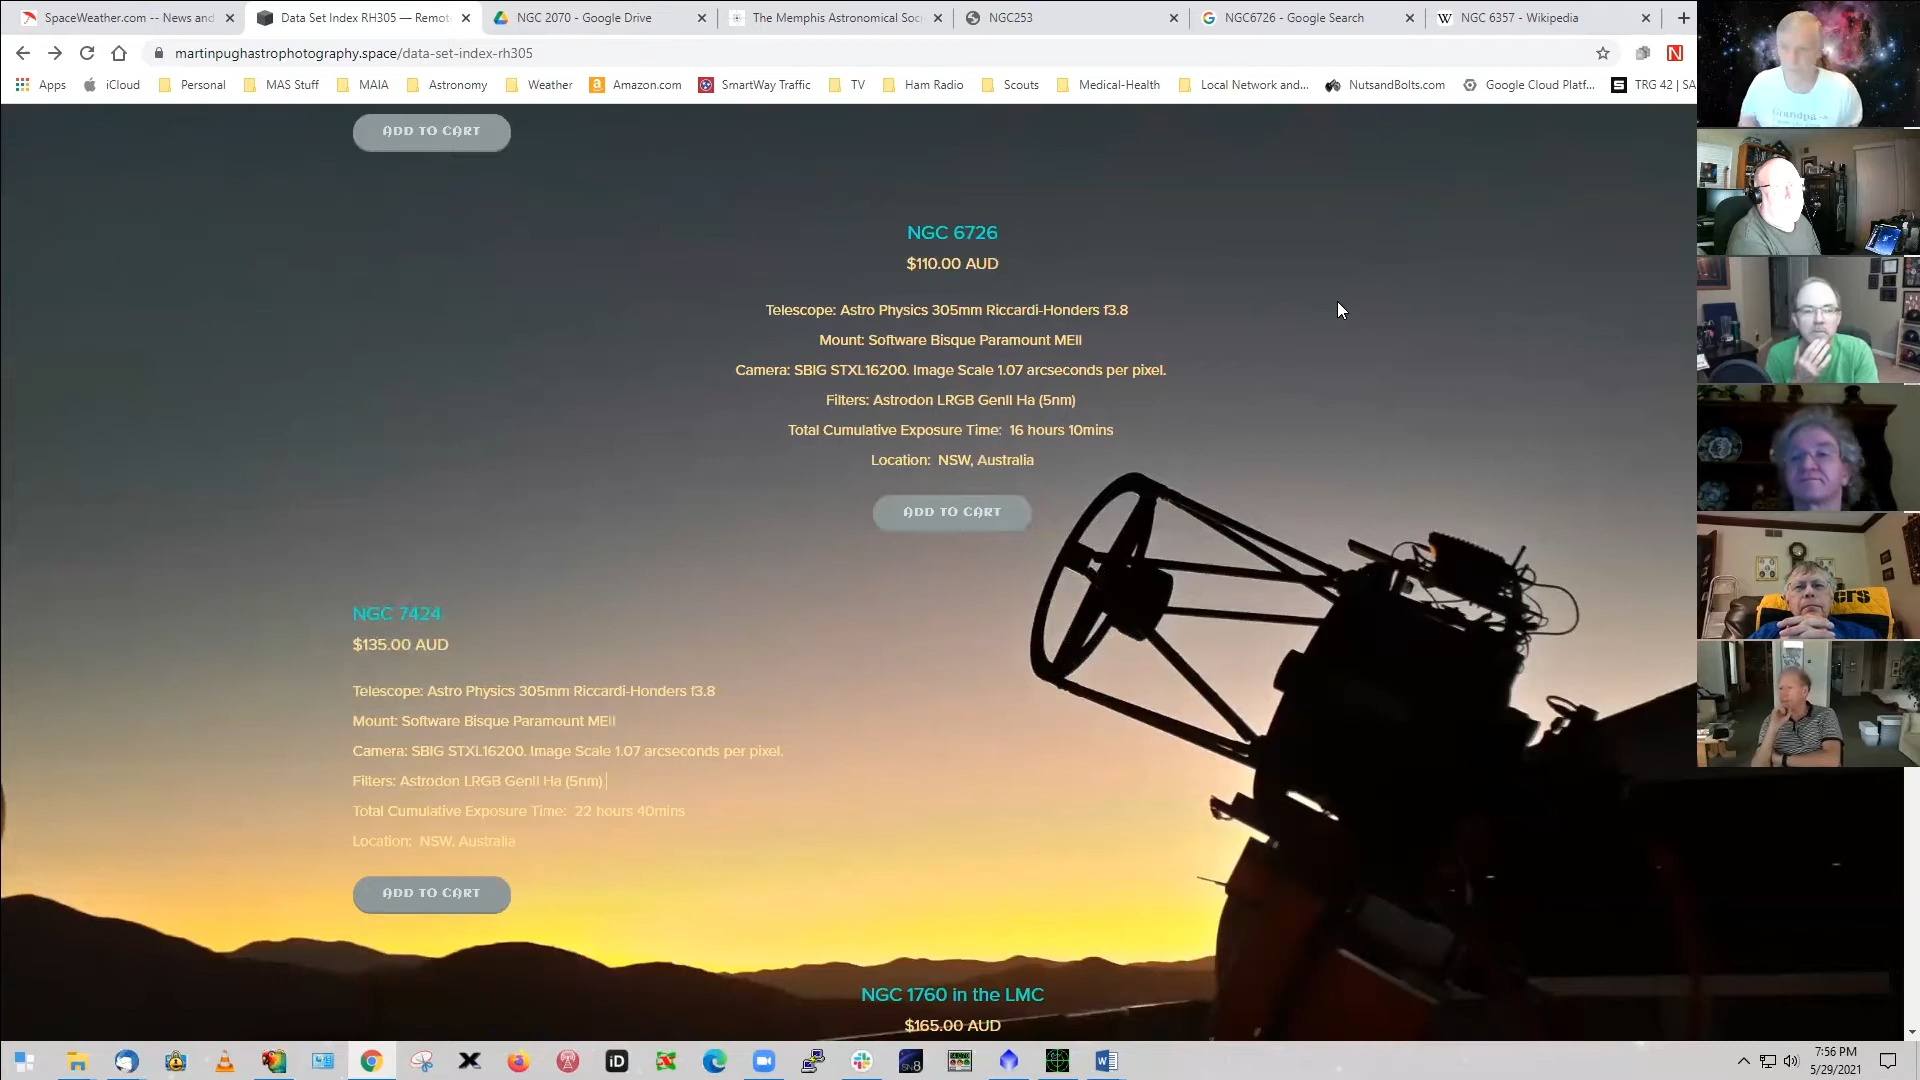 SpaceWeather.com -- News and
Data Set Index RH305 — Remot
NGC 2070 - Google Drive
The Memphis Astronomical Soc
NGC253
NGC6726 - Google Search
NGC 6357 - Wikipedia
martinpughastrophotography.space/data-set-index-rh305
Apps
iCloud
Personal
MAS Stuff
MAIA
Astronomy
Weather
Amazon.com
SmartWay Traffic
TV
Ham Radio
Scouts
Medical-Health
Local Network and...
NutsandBolts.com
Google Cloud Platf...
TRG 42 | SA
ADD TO CART
NGC 6726
$110.00 AUD
Telescope: Astro Physics 305mm Riccardi-Honders f3.8
Mount: Software Bisque Paramount MEII
Camera: SBIG STXL16200. Image Scale 1.07 arcseconds per pixel.
Filters: Astrodon LRGB GenII Ha (5nm)
Total Cumulative Exposure Time: 16 hours 10mins
Location: NSW, Australia
ADD TO CART
NGC 7424
$135.00 AUD
Telescope: Astro Physics 305mm Riccardi-Honders f3.8
Mount: Software Bisque Paramount MEII
Camera: SBIG STXL16200. Image Scale 1.07 arcseconds per pixel.
Filters: Astrodon LRGB GenII Ha (5nm)
Total Cumulative Exposure Time: 22 hours 40mins
Location: NSW, Australia
ADD TO CART
NGC 1760 in the LMC
$165.00 AUD
Grandpa
7:56 PM
5/29/2021